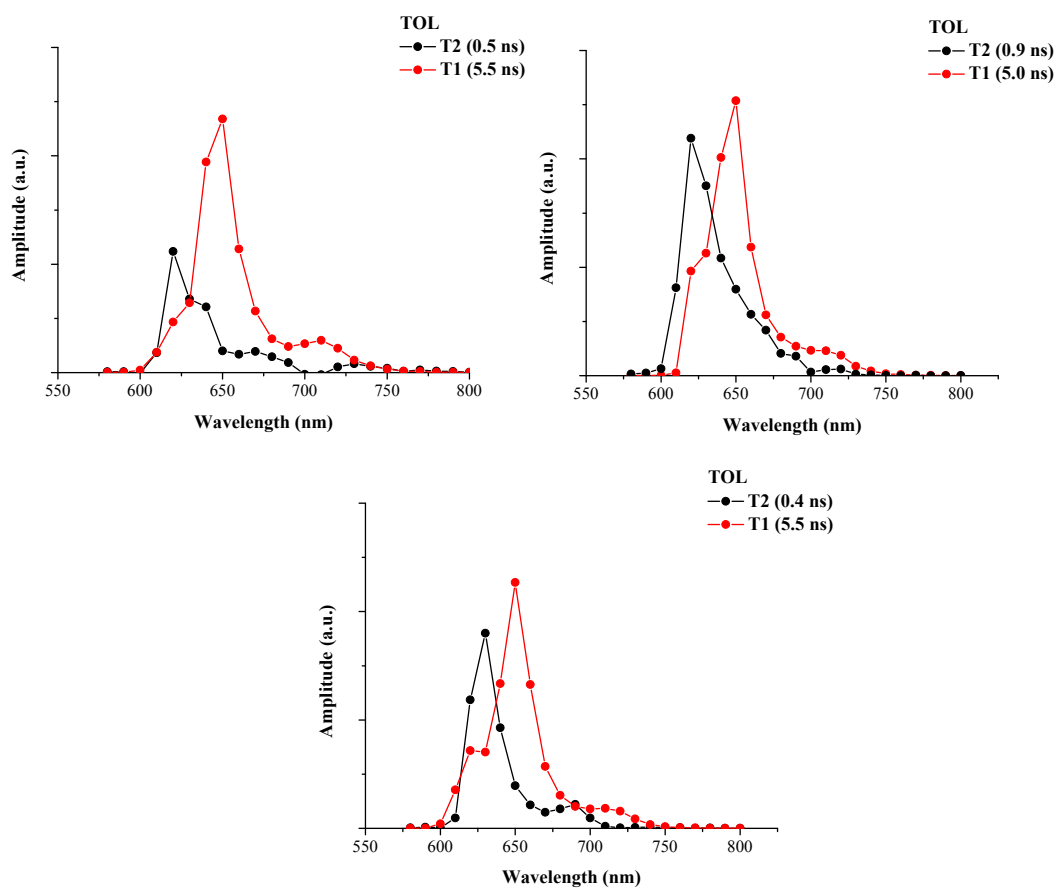 TOL
T2 (0.5 ns)
T1 (5.5 ns)
Amplitude (a.u.)
550 600 650 700 750 800
Wavelength (nm)
TOL
T2 (0.9 ns)
T1 (5.0 ns)
Amplitude (a.u.)
550 600 650 700 750 800
Wavelength (nm)
TOL
T2 (0.4 ns)
T1 (5.5 ns)
Amplitude (a.u.)
550 600 650 700 750 800
Wavelength (nm)